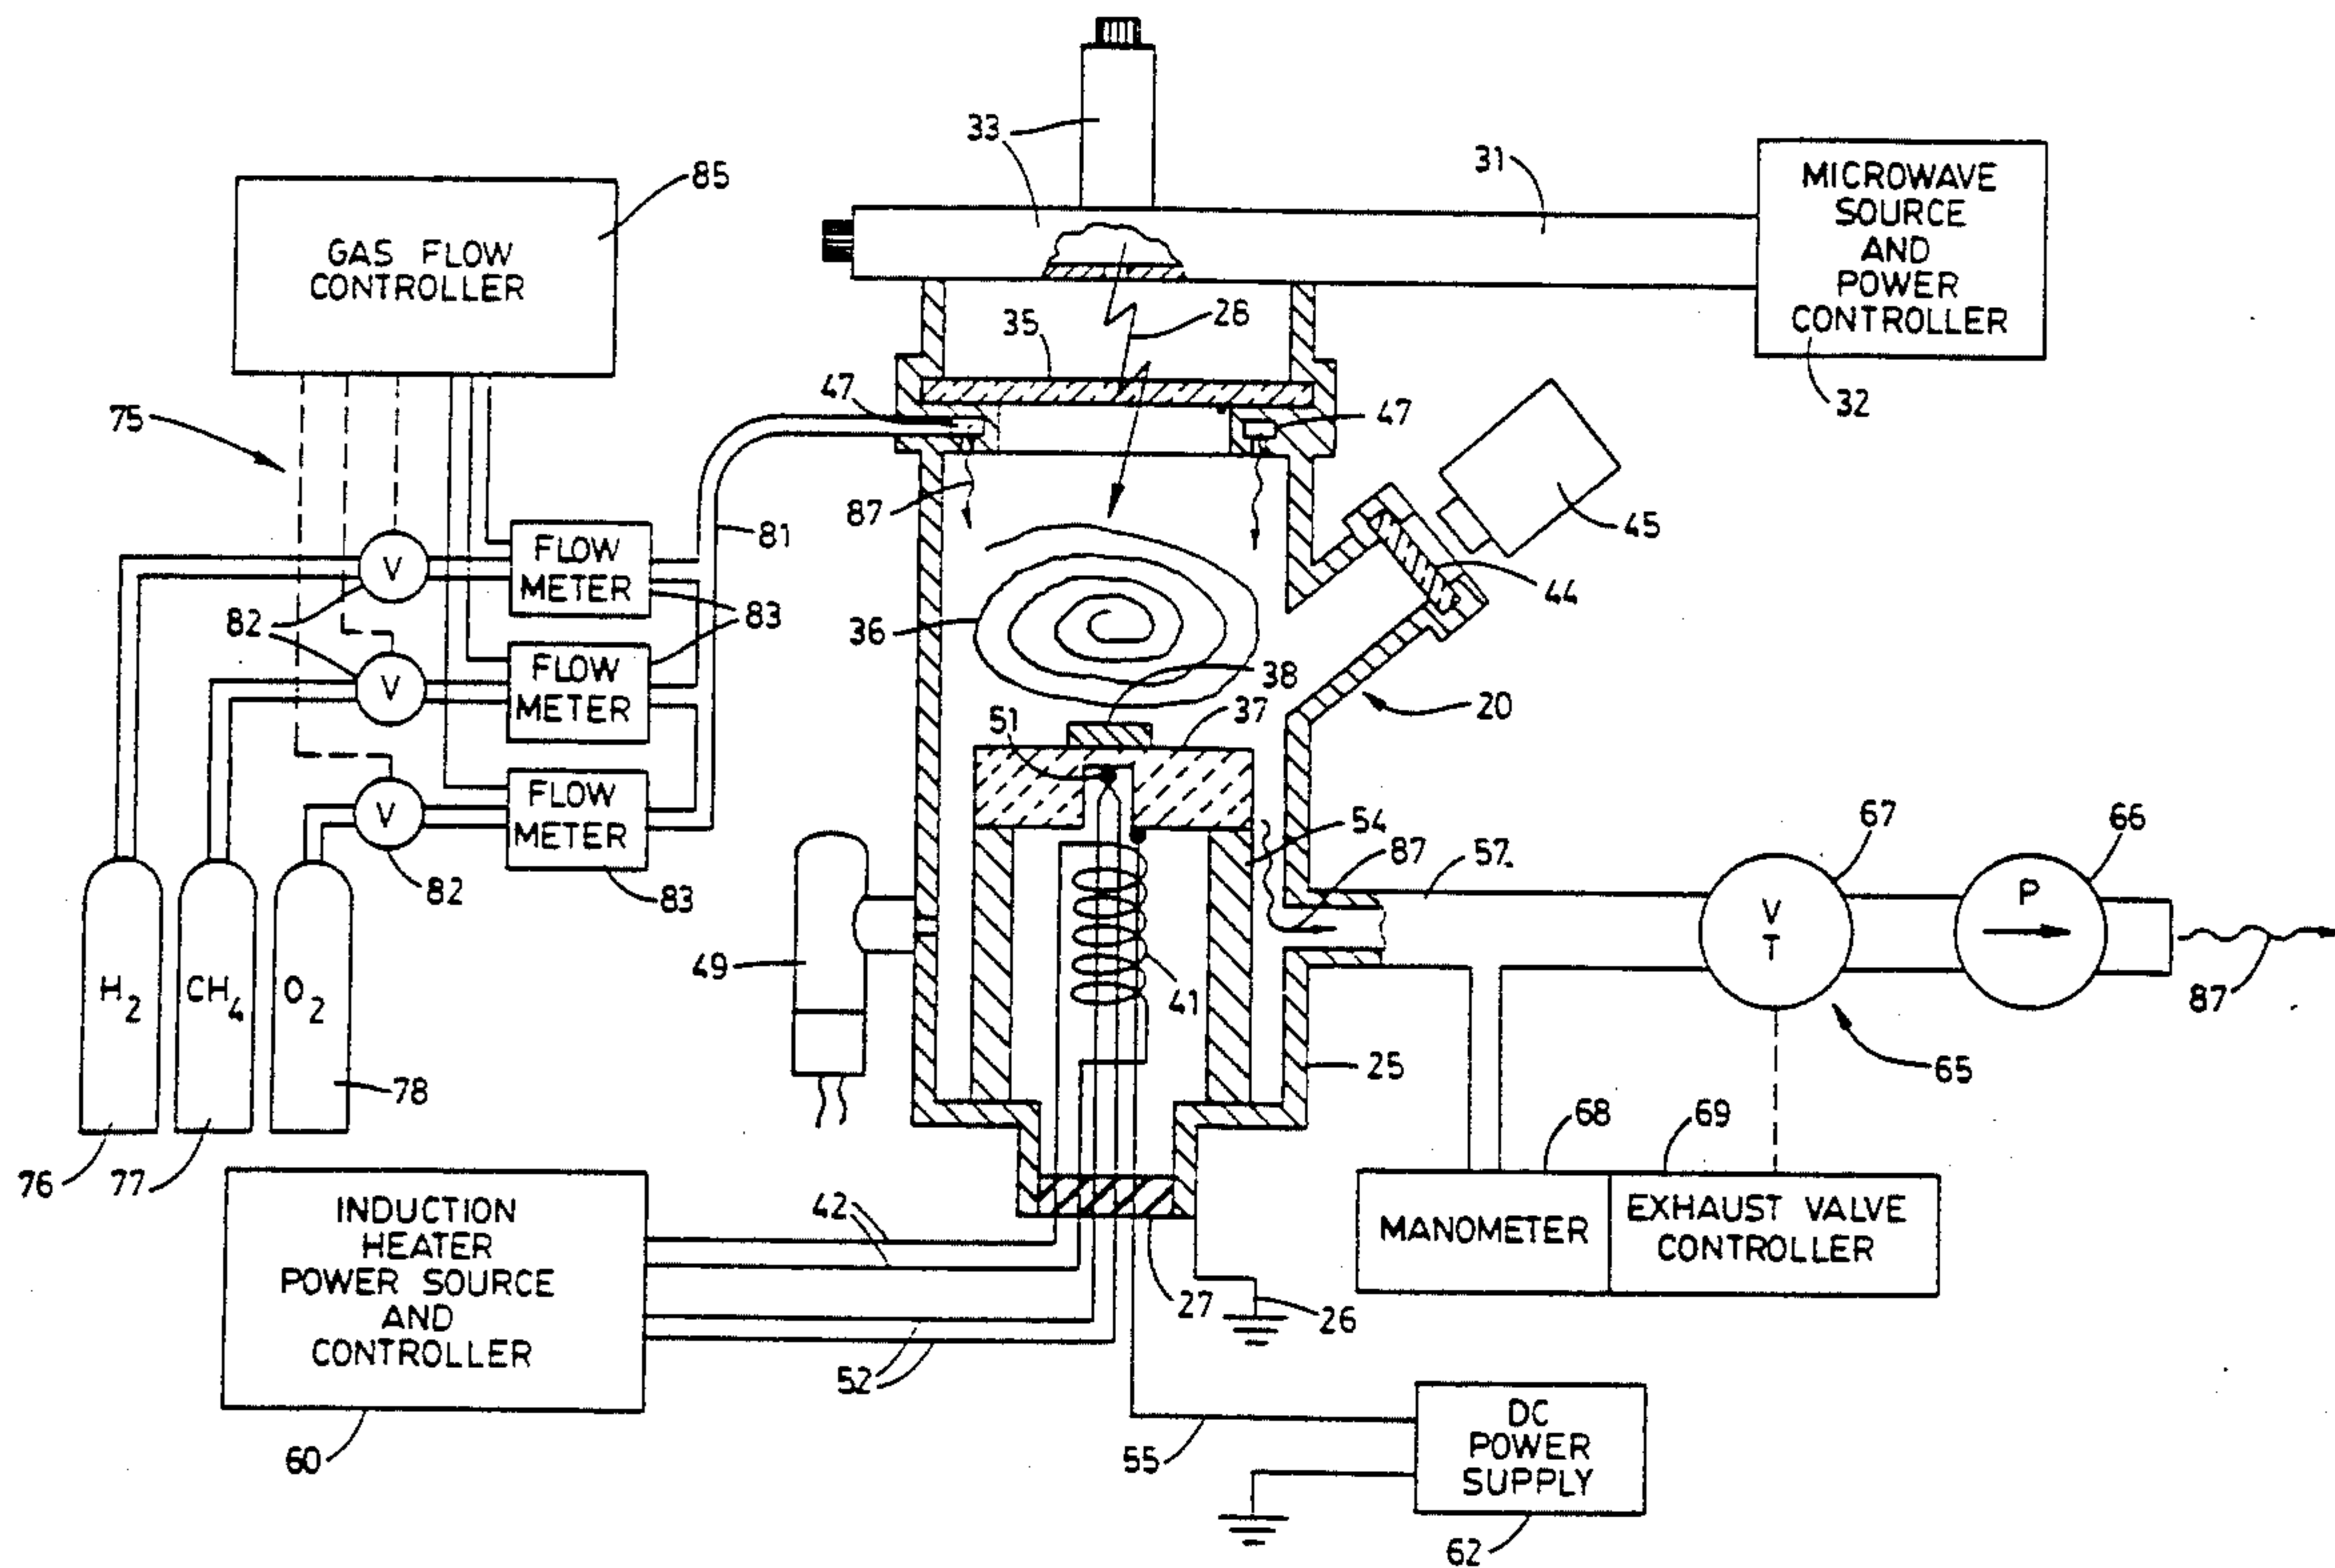 33
31
MICROWAVE
SOURCE
AND
POWER
CONTROLLER
32
85
GAS FLOW
CONTROLLER
28
35
75
47
47
87
81
45
44
V
FLOW
METER
82
83
36
V
FLOW
METER
38
20
51
37
V
FLOW
METER
82
83
54
87
57
67
66
V
T
P
49
41
87
H2
CH4
O2
78
25
65
76
77
68
69
MANOMETER
EXHAUST VALVE
CONTROLLER
INDUCTION
HEATER
POWER SOURCE
AND
CONTROLLER
42
27
26
52
60
55
DC
POWER
SUPPLY
62